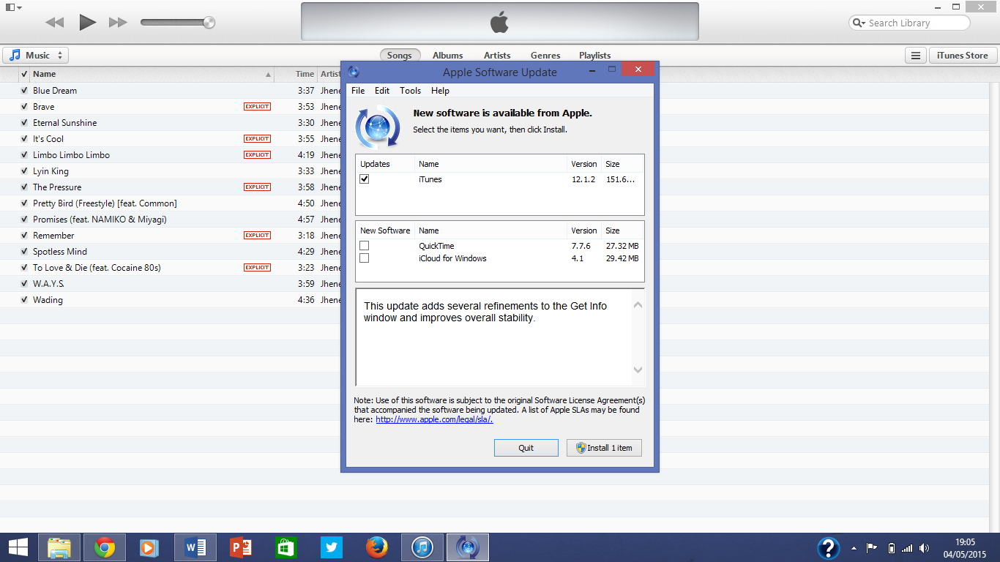 Search Library
Music
Songs Albums Artists Genres Playlists
iTunes Store
Name Time Artist
Blue Dream 3:37 Jhene
Brave EXPLICIT 3:53 Jhene
Eternal Sunshine 3:30 Jhene
It's Cool EXPLICIT 3:55 Jhene
Limbo Limbo Limbo EXPLICIT 4:19 Jhene
Lyin King 3:33 Jhene
The Pressure EXPLICIT 3:58 Jhene
Pretty Bird (Freestyle) [feat. Common] 4:50 Jhene
Promises (feat. NAMIKO & Miyagi) 4:57 Jhene
Remember EXPLICIT 3:18 Jhene
Spotless Mind 4:29 Jhene
To Love & Die (feat. Cocaine 80s) EXPLICIT 3:23 Jhene
W.A.Y.S. 3:59 Jhene
Wading 4:36 Jhene
Apple Software Update
File Edit Tools Help
New software is available from Apple.
Select the items you want, then click Install.
Updates Name Version Size
iTunes 12.1.2 151.6...
New Software Name Version Size
QuickTime 7.7.6 27.32 MB
iCloud for Windows 4.1 29.42 MB
This update adds several refinements to the Get Info
window and improves overall stability.
Note: Use of this software is subject to the original Software License Agreement(s)
that accompanied the software being updated. A list of Apple SLAs may be found
here: http://www.apple.com/legal/sla/.
Quit Install 1 item
19:05
04/05/2015